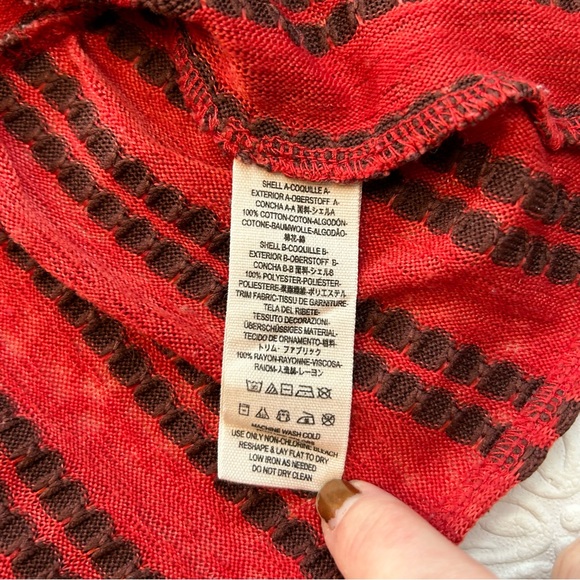 SHELL A-COQUILLE A-
EXTERIOR A-OBERSTOFF A-
CONCHA A-A 面料-シェルA
100% COTTON-COTON-ALGODÓN-
COTONE-BAUMWOLLE-ALGODÃO-
棉花-綿
SHELL B-COQUILLE B-
EXTERIOR B-OBERSTOFF B-
CONCHA B-B 面料-シェルB
100% POLYESTER-POLIÉSTER-
POLIESTERE-聚酯纖維-ポリエステル
TRIM FABRIC-TISSU DE GARNITURE-
TELA DEL RIBETE-
TESSUTO DECORAZIONI-
ÜBERSCHÜSSIGES MATERIAL-
TECIDO DE ORNAMENTO-輔料-
トリム・ファブリック
100% RAYON-RAYONNE-VISCOSA-
RAIOM-人造絲-レーヨン
MACHINE WASH COLD
USE ONLY NON-CHLORINE BLEACH
RESHAPE & LAY FLAT TO DRY
LOW IRON AS NEEDED
DO NOT DRY CLEAN